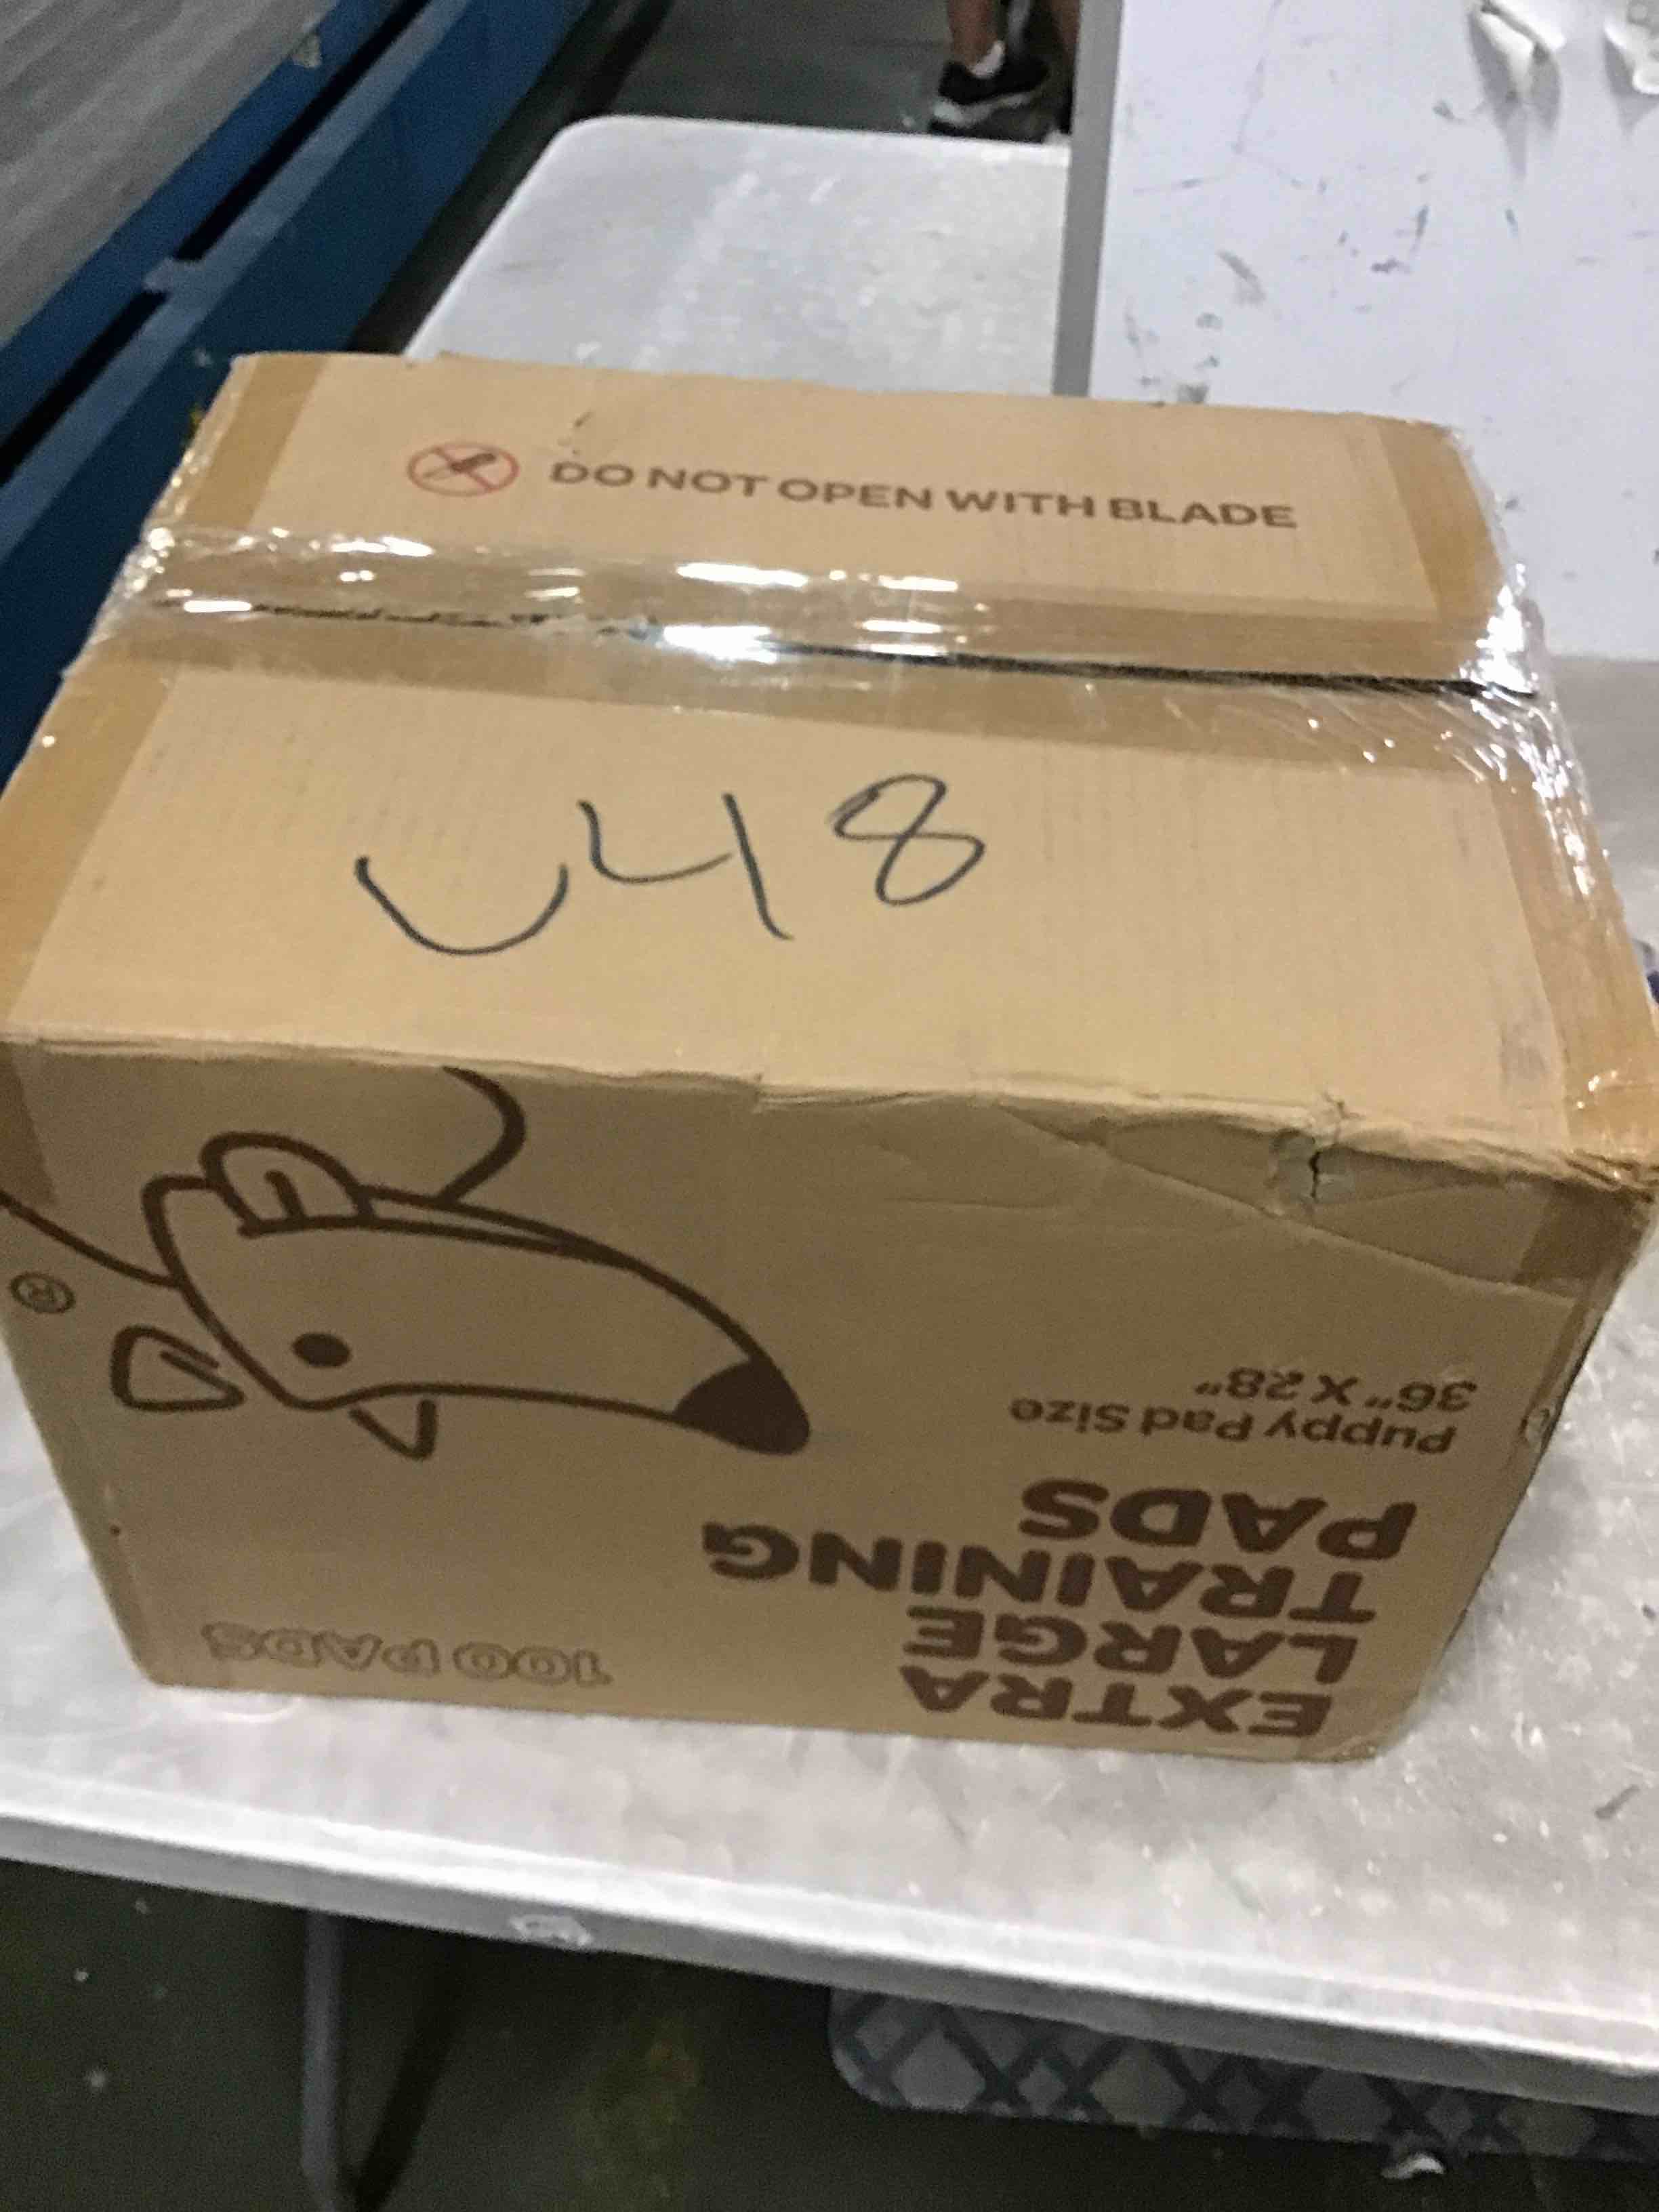 DO NOT OPEN WITH BLADE
U48
EXTRA
LARGE
TRAINING
PADS
Puppy Pad Size
36" X 28"
100 PADS
®